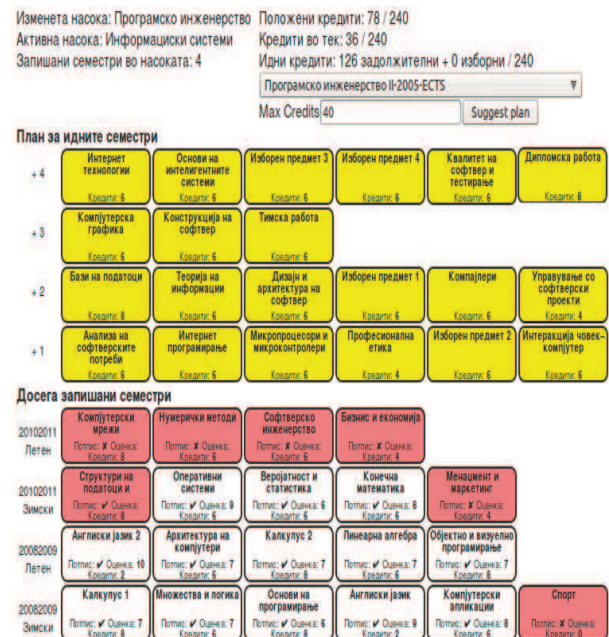 Изменета насока: Програмско инженерство Положени кредити: 78 / 240
Активна насока: Информациски системи Кредити во тек: 36 / 240
Запишани семестри во насоката: 4 Идни кредити: 126 задолжителни + 0 изборни / 240
Програмско инженерство II-2005-ECTS
Max Credits 40 Suggest plan
План за идните семестри
+ 4
Интернет технологии Кредити: 6
Основи на интелигентните системи Кредити: 6
Изборен предмет 3 Кредити: 6
Изборен предмет 4 Кредити: 6
Квалитет на софтвер и тестирање Кредити: 6
Дипломска работа Кредити: 8
+ 3
Компјутерска графика Кредити: 6
Конструкција на софтвер Кредити: 6
Тимска работа Кредити: 6
+ 2
Бази на податоци Кредити: 8
Теорија на информации Кредити: 6
Дизајн и архитектура на софтвер Кредити: 6
Изборен предмет 1 Кредити: 6
Компајлери Кредити: 6
Управување со софтверски проекти Кредити: 4
+ 1
Анализа на софтверските потреби Кредити: 6
Интернет програмирање Кредити: 6
Микропроцесори и микроконтролери Кредити: 6
Професионална етика Кредити: 4
Изборен предмет 2 Кредити: 6
Интеракција човек-компјутер Кредити: 6
Досега запишани семестри
20102011 Летен
Компјутерски мрежи Потпис: ✘ Оценка: Кредити: 8
Нумерички методи Потпис: ✘ Оценка: Кредити: 6
Софтверско инженерство Потпис: ✘ Оценка: Кредити: 6
Бизнис и економија Потпис: ✘ Оценка: Кредити: 4
20102011 Зимски
Структури на податоци и Потпис: ✔ Оценка: Кредити: 8
Оперативни системи Потпис: ✔ Оценка: 9 Кредити: 6
Веројатност и статистика Потпис: ✔ Оценка: 6 Кредити: 6
Конечна математика Потпис: ✔ Оценка: 8 Кредити: 6
Менаџмент и маркетинг Потпис: ✘ Оценка: Кредити: 4
20082009 Летен
Англиски јазик 2 Потпис: ✔ Оценка: 10 Кредити: 2
Архитектура на компјутери Потпис: ✔ Оценка: 7 Кредити: 6
Калкулус 2 Потпис: ✔ Оценка: 7 Кредити: 6
Линеарна алгебра Потпис: ✔ Оценка: 7 Кредити: 6
Објектно и визуелно програмирање Потпис: ✔ Оценка: 7 Кредити: 8
20082009 Зимски
Калкулус 1 Потпис: ✔ Оценка: 7 Кредити: 8
Множества и логика Потпис: ✔ Оценка: 7 Кредити: 6
Основи на програмирање Потпис: ✔ Оценка: 6 Кредити: 8
Англиски јазик Потпис: ✔ Оценка: 9 Кредити: 2
Компјутерски апликации Потпис: ✔ Оценка: 8 Кредити: 6
Спорт Потпис: ✘ Оценка: Кредити: 0